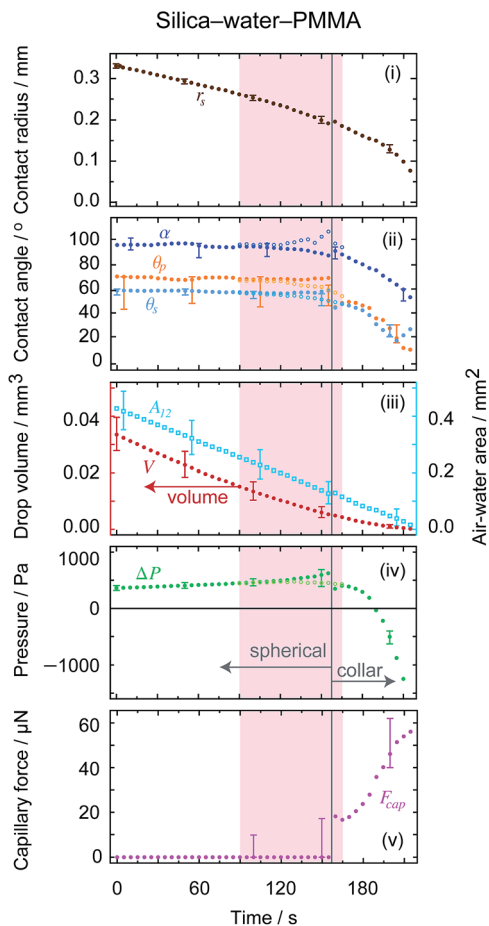 Silica–water–PMMA
Contact radius / mm
0.3
0.2
0.1
0.0
(i)
r_s
Contact angle / °
100
80
60
40
20
0
(ii)
α
θ_p
θ_s
Drop volume / mm³
0.04
0.02
0.00
(iii)
A_12
V
volume
0.4
0.2
0.0
Air-water area / mm²
Pressure / Pa
1000
0
−1000
(iv)
ΔP
spherical
collar
Capillary force / µN
60
40
20
0
F_cap
(v)
0 60 120 180
Time / s